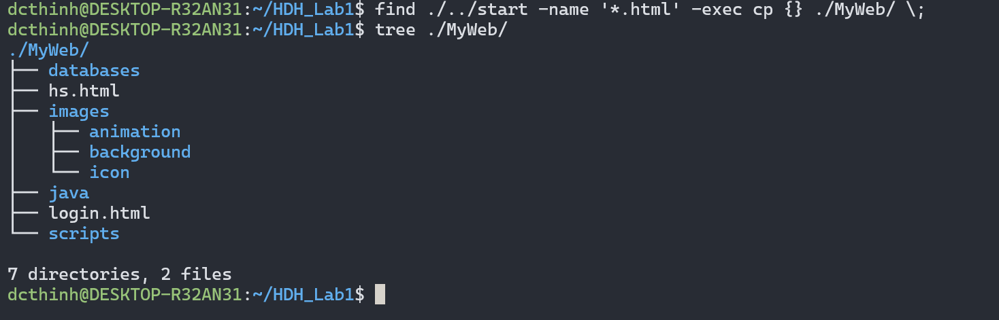 dcthinh@DESKTOP-R32AN31:~/HDH_Lab1$ find ./../start -name '*.html' -exec cp {} ./MyWeb/ \;
dcthinh@DESKTOP-R32AN31:~/HDH_Lab1$ tree ./MyWeb/
./MyWeb/
├── databases
├── hs.html
├── images
│   ├── animation
│   ├── background
│   └── icon
├── java
├── login.html
└── scripts

7 directories, 2 files
dcthinh@DESKTOP-R32AN31:~/HDH_Lab1$